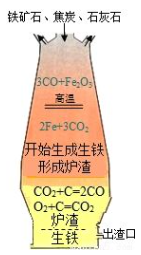 铁矿石、焦炭、石灰石
3CO+Fe₂O₃
高温
2Fe+3CO₂
开始生成生铁
形成炉渣
CO₂+C=2CO
O₂+C=CO₂
炉渣
生铁
出渣口